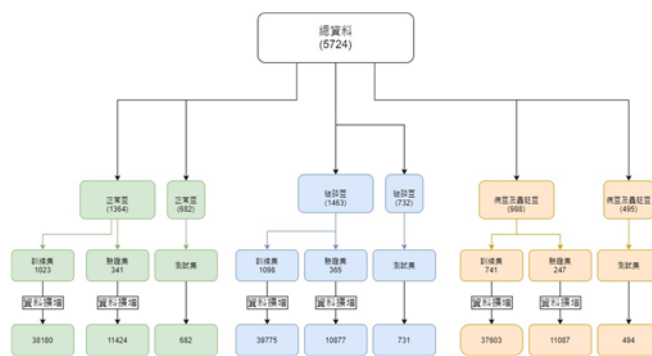 總資料
(5724)
正常豆
(1364)
正常豆
(682)
破碎豆
(1463)
破碎豆
(732)
病豆及蟲蛀豆
(988)
病豆及蟲蛀豆
(495)
訓練集
1023
驗證集
341
測試集
訓練集
1098
驗證集
365
測試集
訓練集
741
驗證集
247
測試集
資料擴增
資料擴增
資料擴增
資料擴增
資料擴增
資料擴增
38180
11424
682
39775
10877
731
37603
11087
494